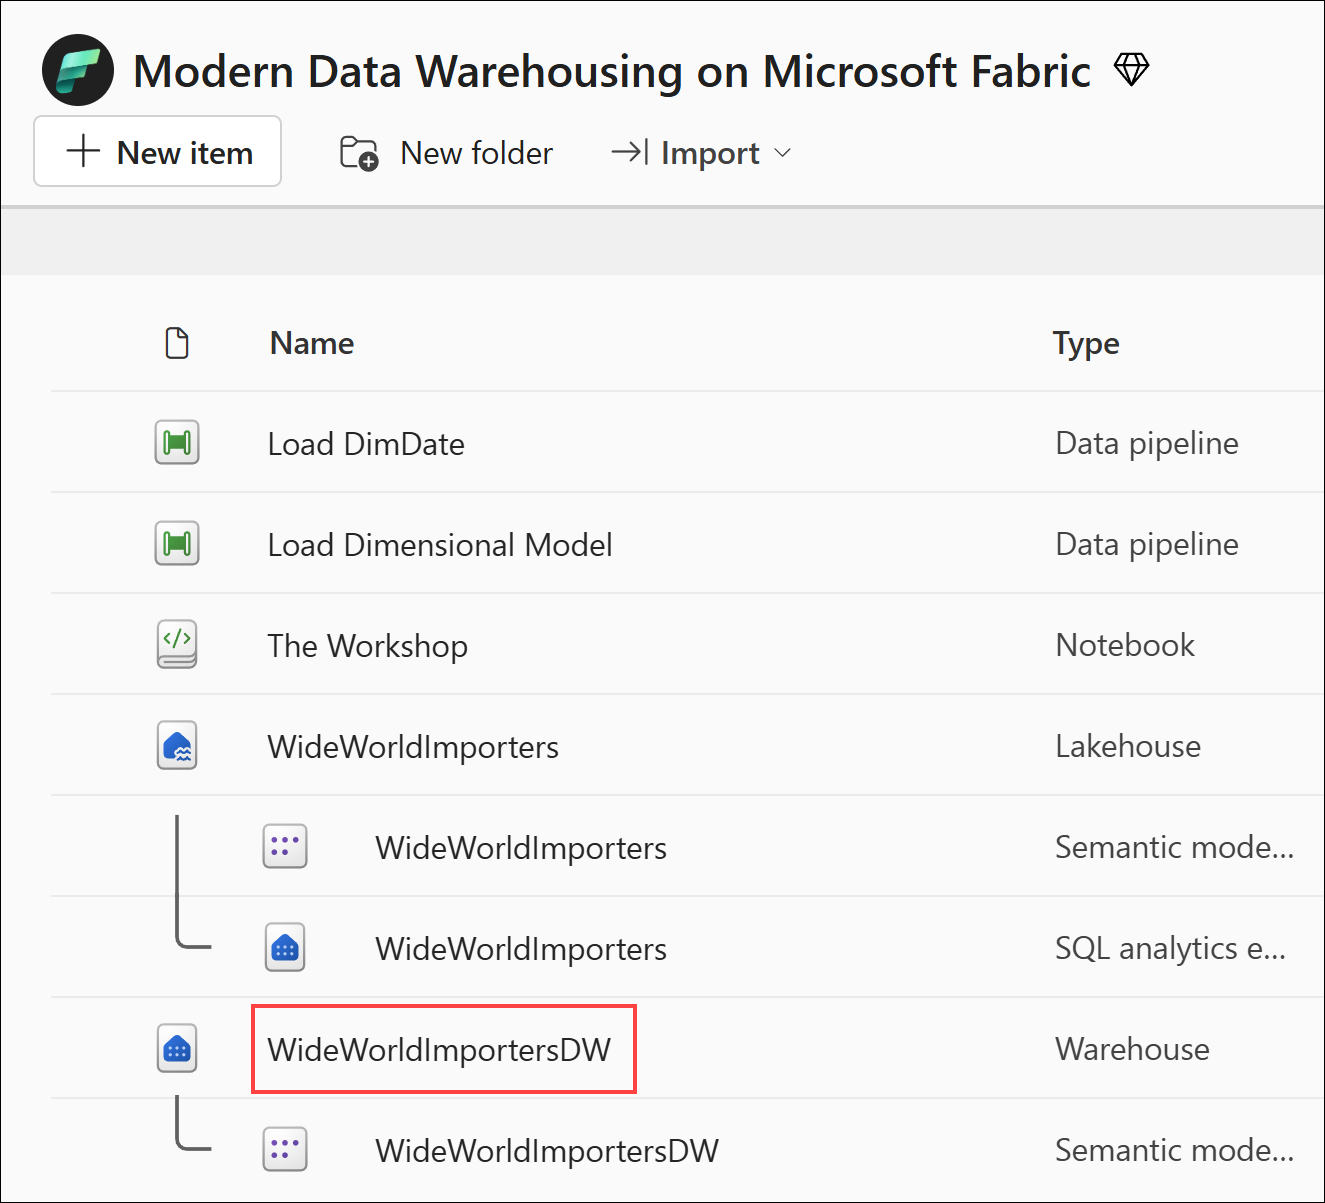 Modern Data Warehousing on Microsoft Fabric
New item New folder Import
Name Type
Load DimDate Data pipeline
Load Dimensional Model Data pipeline
The Workshop Notebook
WideWorldImporters Lakehouse
WideWorldImporters Semantic mode...
WideWorldImporters SQL analytics e...
WideWorldImportersDW Warehouse
WideWorldImportersDW Semantic mode...